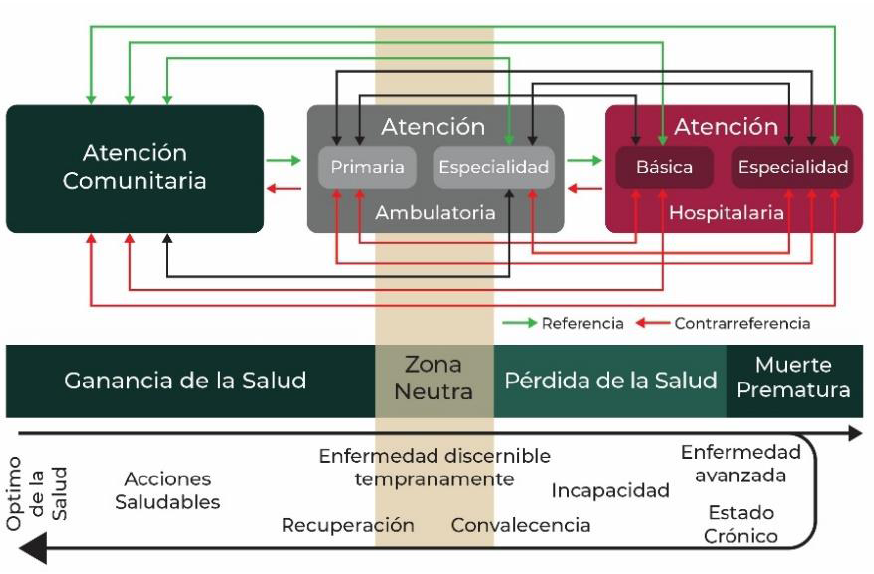 Atención
Comunitaria
Atención
Primaria
Especialidad
Ambulatoria
Atención
Básica
Especialidad
Hospitalaria
Referencia
Contrarreferencia
Ganancia de la Salud
Zona
Neutra
Pérdida de la Salud
Muerte
Prematura
Optimo
de la
Salud
Acciones
Saludables
Enfermedad discernible
tempranamente
Incapacidad
Enfermedad
avanzada
Recuperación
Convalecencia
Estado
Crónico